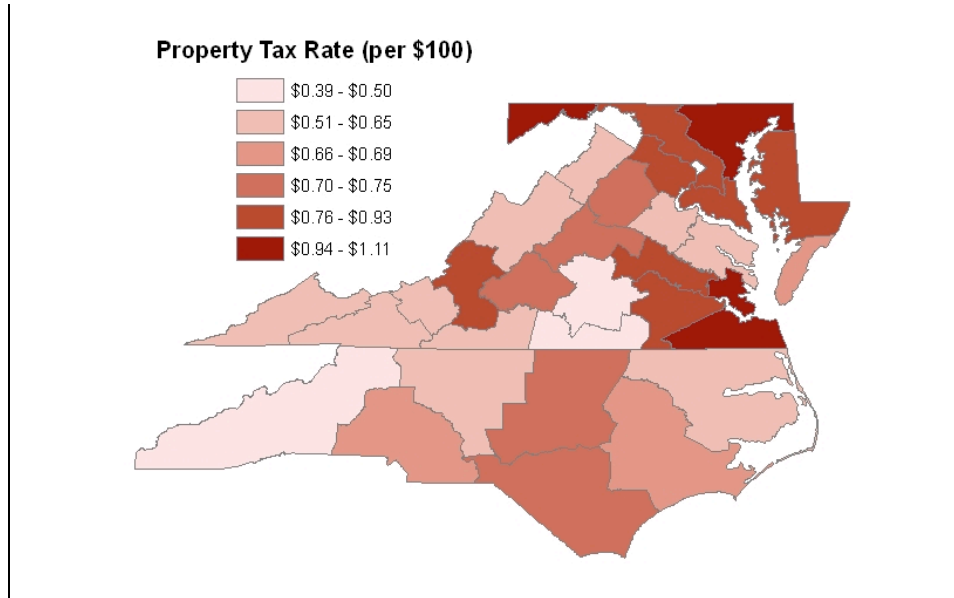 Property Tax Rate (per $100)
$0.39 - $0.50
$0.51 - $0.65
$0.66 - $0.69
$0.70 - $0.75
$0.76 - $0.93
$0.94 - $1.11